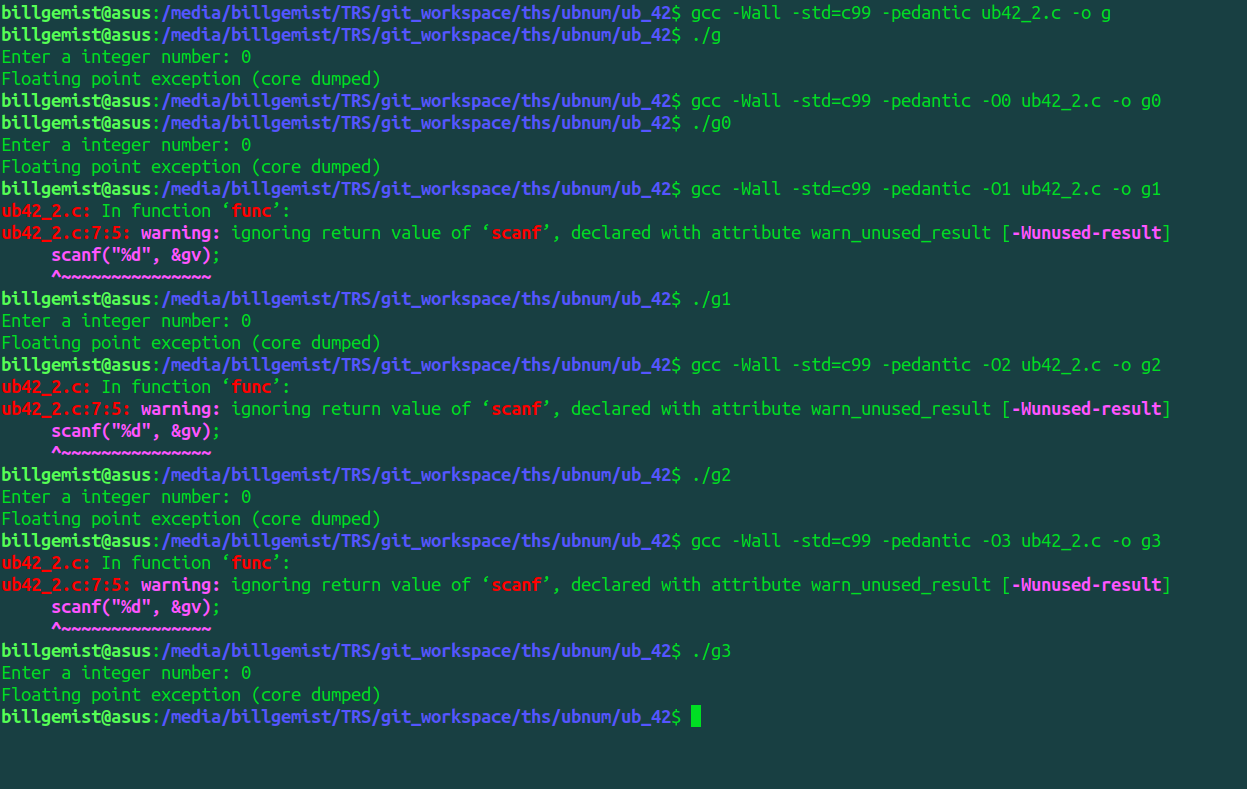 billgemist@asus:/media/billgemist/TRS/git_workspace/ths/ubnum/ub_42$ gcc -Wall -std=c99 -pedantic ub42_2.c -o g
billgemist@asus:/media/billgemist/TRS/git_workspace/ths/ubnum/ub_42$ ./g
Enter a integer number: 0
Floating point exception (core dumped)
billgemist@asus:/media/billgemist/TRS/git_workspace/ths/ubnum/ub_42$ gcc -Wall -std=c99 -pedantic -O0 ub42_2.c -o g0
billgemist@asus:/media/billgemist/TRS/git_workspace/ths/ubnum/ub_42$ ./g0
Enter a integer number: 0
Floating point exception (core dumped)
billgemist@asus:/media/billgemist/TRS/git_workspace/ths/ubnum/ub_42$ gcc -Wall -std=c99 -pedantic -O1 ub42_2.c -o g1
ub42_2.c: In function ‘func’:
ub42_2.c:7:5: warning: ignoring return value of ‘scanf’, declared with attribute warn_unused_result [-Wunused-result]
     scanf("%d", &gv);
     ^~~~~~~~~~~~~~~~
billgemist@asus:/media/billgemist/TRS/git_workspace/ths/ubnum/ub_42$ ./g1
Enter a integer number: 0
Floating point exception (core dumped)
billgemist@asus:/media/billgemist/TRS/git_workspace/ths/ubnum/ub_42$ gcc -Wall -std=c99 -pedantic -O2 ub42_2.c -o g2
ub42_2.c: In function ‘func’:
ub42_2.c:7:5: warning: ignoring return value of ‘scanf’, declared with attribute warn_unused_result [-Wunused-result]
     scanf("%d", &gv);
     ^~~~~~~~~~~~~~~~
billgemist@asus:/media/billgemist/TRS/git_workspace/ths/ubnum/ub_42$ ./g2
Enter a integer number: 0
Floating point exception (core dumped)
billgemist@asus:/media/billgemist/TRS/git_workspace/ths/ubnum/ub_42$ gcc -Wall -std=c99 -pedantic -O3 ub42_2.c -o g3
ub42_2.c: In function ‘func’:
ub42_2.c:7:5: warning: ignoring return value of ‘scanf’, declared with attribute warn_unused_result [-Wunused-result]
     scanf("%d", &gv);
     ^~~~~~~~~~~~~~~~
billgemist@asus:/media/billgemist/TRS/git_workspace/ths/ubnum/ub_42$ ./g3
Enter a integer number: 0
Floating point exception (core dumped)
billgemist@asus:/media/billgemist/TRS/git_workspace/ths/ubnum/ub_42$